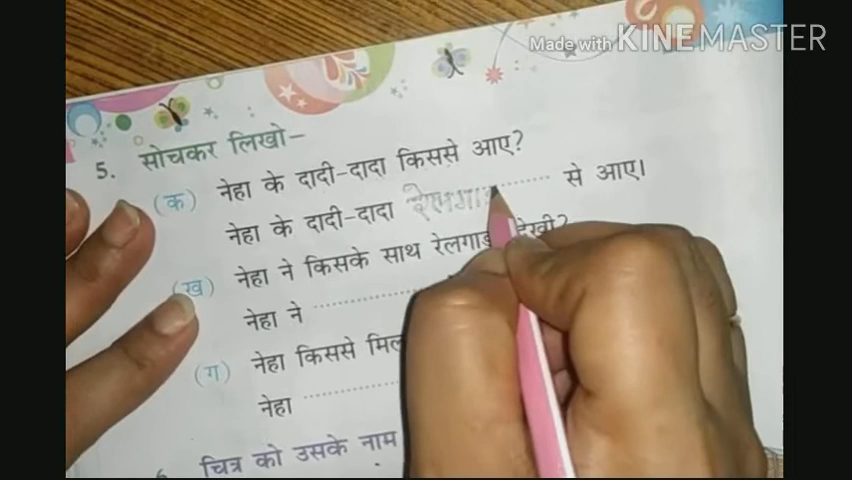 Made with KINEMASTER
5. सोचकर लिखो–
(क) नेहा के दादी-दादा किससे आए?
नेहा के दादी-दादा रेलगा से आए।
(ख) नेहा ने किसके साथ रेलगाड़ी देखी?
नेहा ने
(ग) नेहा किससे मिल
नेहा
चित्र को उसके नाम